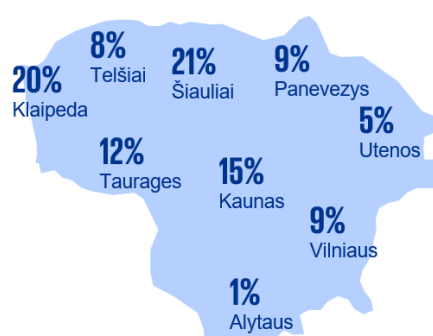 8%
Telšiai
21%
Šiauliai
9%
Panevezys
20%
Klaipeda
5%
Utenos
12%
Taurages
15%
Kaunas
9%
Vilniaus
1%
Alytaus